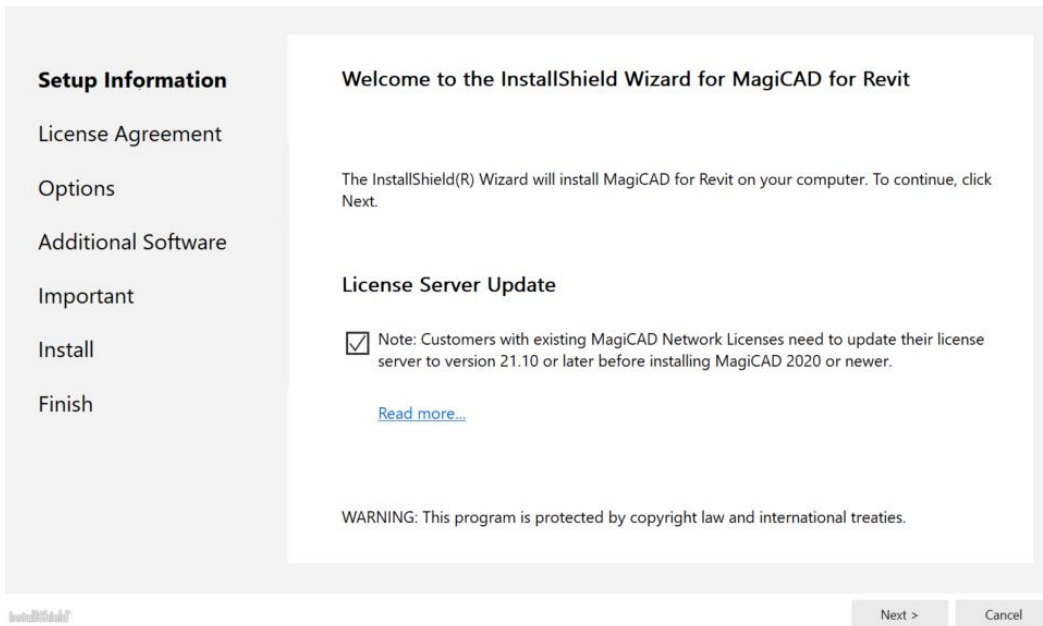 Setup Information
License Agreement
Options
Additional Software
Important
Install
Finish
Welcome to the InstallShield Wizard for MagiCAD for Revit
The InstallShield(R) Wizard will install MagiCAD for Revit on your computer. To continue, click
Next.
License Server Update
Note: Customers with existing MagiCAD Network Licenses need to update their license
server to version 21.10 or later before installing MagiCAD 2020 or newer.
Read more...
WARNING: This program is protected by copyright law and international treaties.
InstallShield
Next >
Cancel